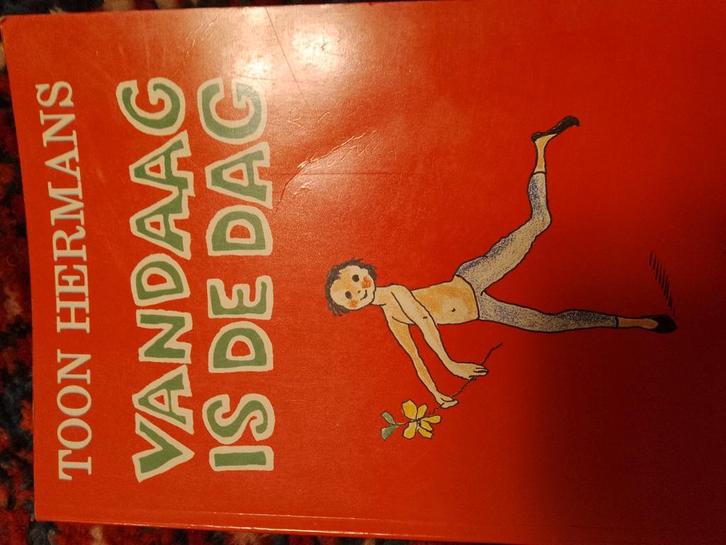 TOON HERMANS
VANDAAG
IS DE DAG